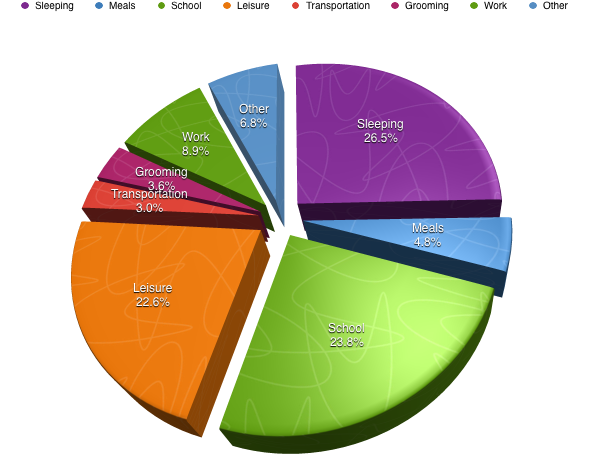 Sleeping Meals School Leisure Transportation Grooming Work Other
Other
6.8%
Sleeping
26.5%
Work
8.9%
Grooming
3.6%
Transportation
3.0%
Meals
4.8%
Leisure
22.6%
School
23.8%